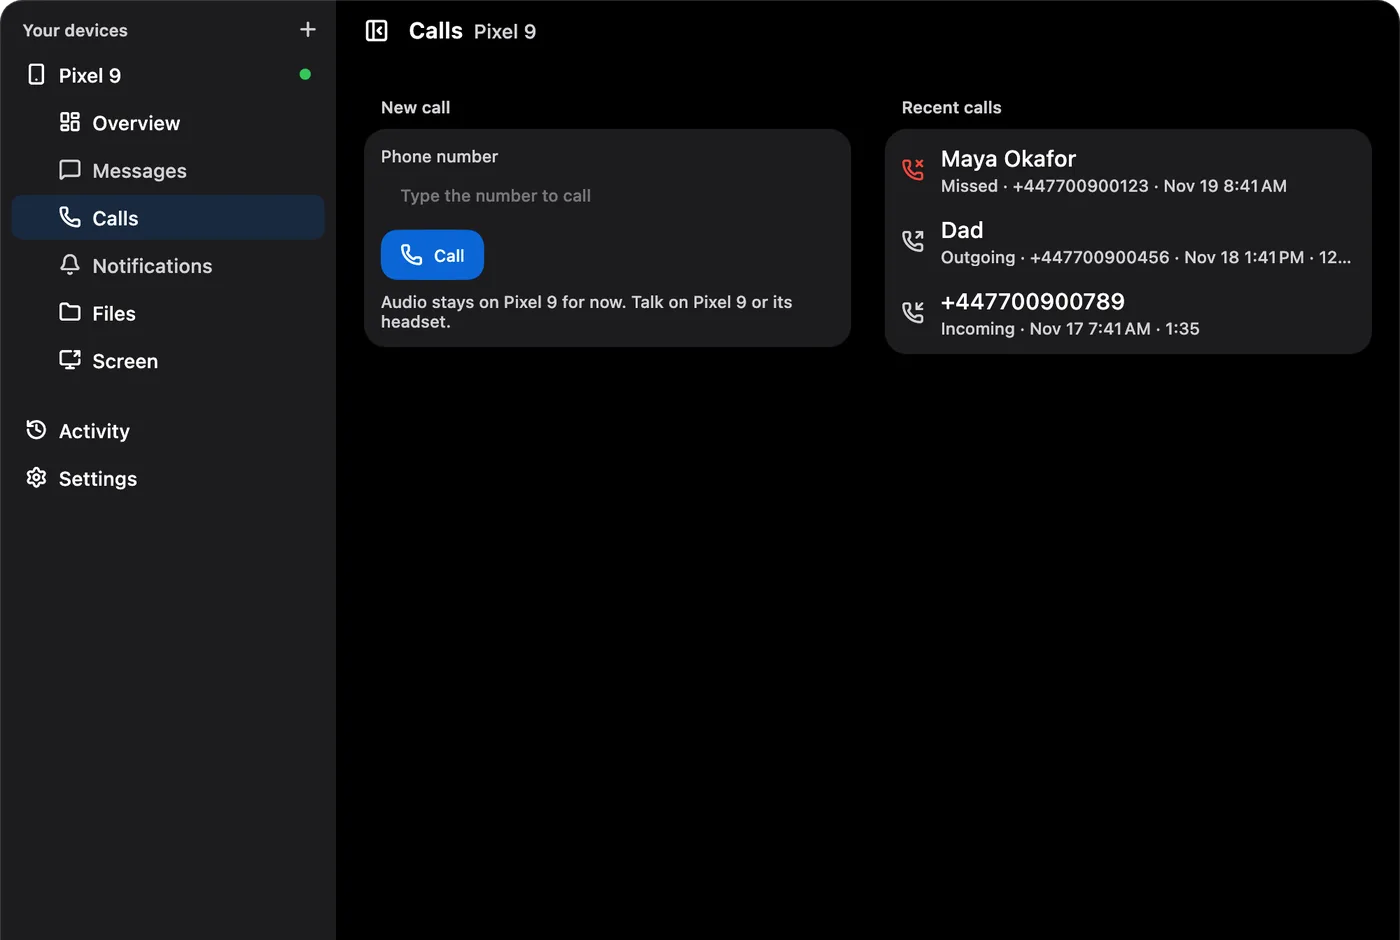 Your devices
Pixel 9
Overview
Messages
Calls
Notifications
Files
Screen
Activity
Settings
Calls Pixel 9
New call
Phone number
Type the number to call
Call
Audio stays on Pixel 9 for now. Talk on Pixel 9 or its
headset.
Recent calls
Maya Okafor
Missed · +447700900123 · Nov 19 8:41 AM
Dad
Outgoing · +447700900456 · Nov 18 1:41 PM · 12...
+447700900789
Incoming · Nov 17 7:41 AM · 1:35